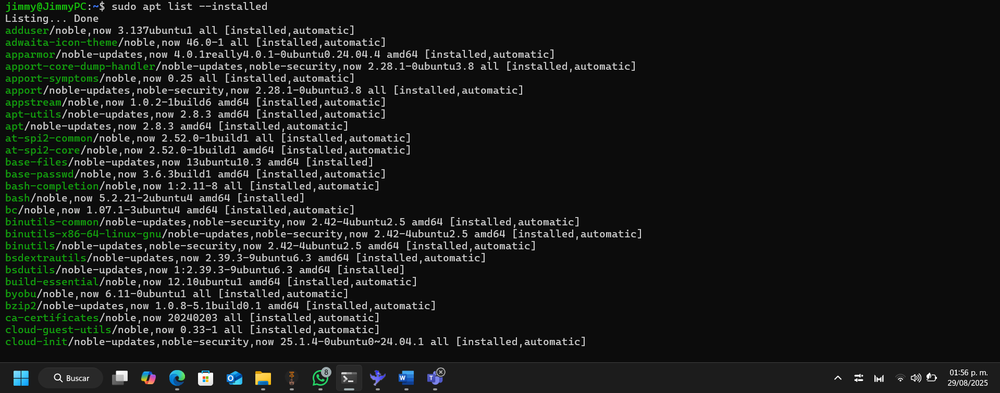 jimmy@JimmyPC:~$ sudo apt list --installed
Listing... Done
adduser/noble,now 3.137ubuntu1 all [installed,automatic]
adwaita-icon-theme/noble,now 46.0-1 all [installed,automatic]
apparmor/noble-updates,now 4.0.1really4.0.1-0ubuntu0.24.04.4 amd64 [installed,automatic]
apport-core-dump-handler/noble-updates,noble-security,now 2.28.1-0ubuntu3.8 all [installed,automatic]
apport-symptoms/noble,now 0.25 all [installed,automatic]
apport/noble-updates,noble-security,now 2.28.1-0ubuntu3.8 all [installed,automatic]
appstream/noble,now 1.0.2-1build6 amd64 [installed,automatic]
apt-utils/noble-updates,now 2.8.3 amd64 [installed,automatic]
apt/noble-updates,now 2.8.3 amd64 [installed,automatic]
at-spi2-common/noble,now 2.52.0-1build1 all [installed,automatic]
at-spi2-core/noble,now 2.52.0-1build1 amd64 [installed,automatic]
base-files/noble-updates,now 13ubuntu10.3 amd64 [installed]
base-passwd/noble,now 3.6.3build1 amd64 [installed,automatic]
bash-completion/noble,now 1:2.11-8 all [installed,automatic]
bash/noble,now 5.2.21-2ubuntu4 amd64 [installed]
bc/noble,now 1.07.1-3ubuntu4 amd64 [installed,automatic]
binutils-common/noble-updates,noble-security,now 2.42-4ubuntu2.5 amd64 [installed,automatic]
binutils-x86-64-linux-gnu/noble-updates,noble-security,now 2.42-4ubuntu2.5 amd64 [installed,automatic]
binutils/noble-updates,noble-security,now 2.42-4ubuntu2.5 amd64 [installed,automatic]
bsdextrautils/noble-updates,now 2.39.3-9ubuntu6.3 amd64 [installed,automatic]
bsdutils/noble-updates,now 1:2.39.3-9ubuntu6.3 amd64 [installed]
build-essential/noble,now 12.10ubuntu1 amd64 [installed,automatic]
byobu/noble,now 6.11-0ubuntu1 all [installed,automatic]
bzip2/noble-updates,now 1.0.8-5.1build0.1 amd64 [installed,automatic]
ca-certificates/noble,now 20240203 all [installed,automatic]
cloud-guest-utils/noble,now 0.33-1 all [installed,automatic]
cloud-init/noble-updates,noble-security,now 25.1.4-0ubuntu0~24.04.1 all [installed,automatic]
Buscar
8
01:56 p. m.
29/08/2025